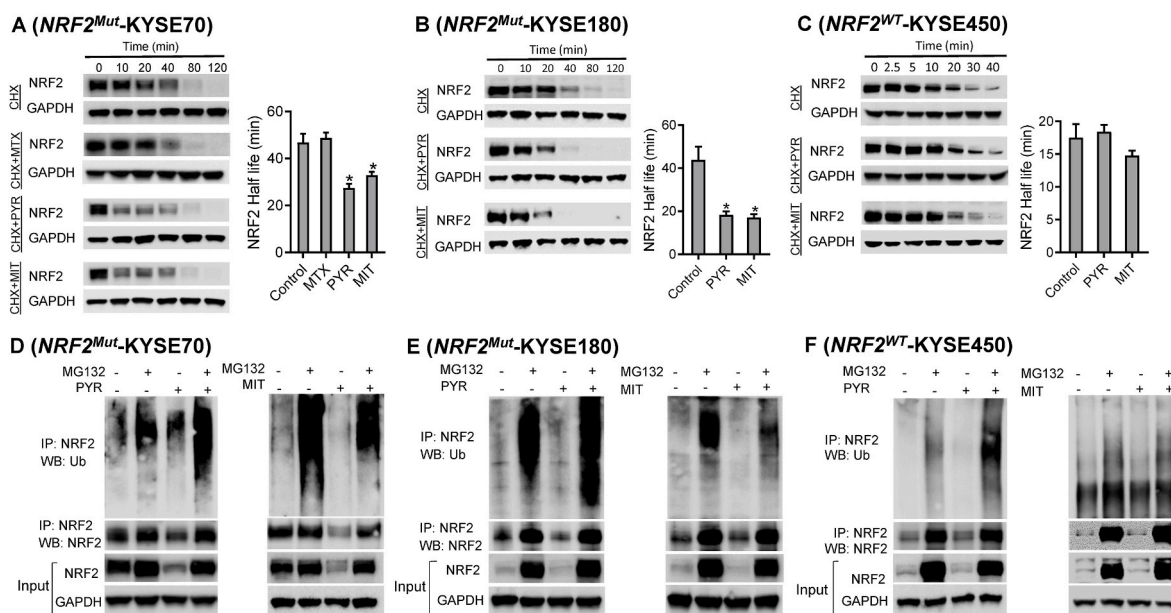 A (NRF2Mut-KYSE70)
Time (min)
0 10 20 40 80 120
CHX
NRF2
GAPDH
CHX+MTX
NRF2
GAPDH
CHX+PYR
NRF2
GAPDH
CHX+MIT
NRF2
GAPDH
NRF2 Half life (min)
60
40
20
0
* *
Control MTX PYR MIT
B (NRF2Mut-KYSE180)
Time (min)
0 10 20 40 80 120
CHX
NRF2
GAPDH
CHX+PYR
NRF2
GAPDH
CHX+MIT
NRF2
GAPDH
NRF2 Half life (min)
60
40
20
0
* *
Control PYR MIT
C (NRF2WT-KYSE450)
Time (min)
0 2.5 5 10 20 30 40
CHX
NRF2
GAPDH
CHX+PYR
NRF2
GAPDH
CHX+MIT
NRF2
GAPDH
NRF2 Half life (min)
20
15
10
5
0
Control PYR MIT
D (NRF2Mut-KYSE70)
MG132 - + - +
PYR - - + +
MG132 - + - +
MIT - - + +
IP: NRF2
WB: Ub
IP: NRF2
WB: NRF2
Input
NRF2
GAPDH
E (NRF2Mut-KYSE180)
MG132 - + - +
PYR - - + +
MG132 - + - +
MIT - - + +
IP: NRF2
WB: Ub
IP: NRF2
WB: NRF2
Input
NRF2
GAPDH
F (NRF2WT-KYSE450)
MG132 - + - +
PYR - - + +
MG132 - + - +
MIT - - + +
IP: NRF2
WB: Ub
IP: NRF2
WB: NRF2
Input
NRF2
GAPDH